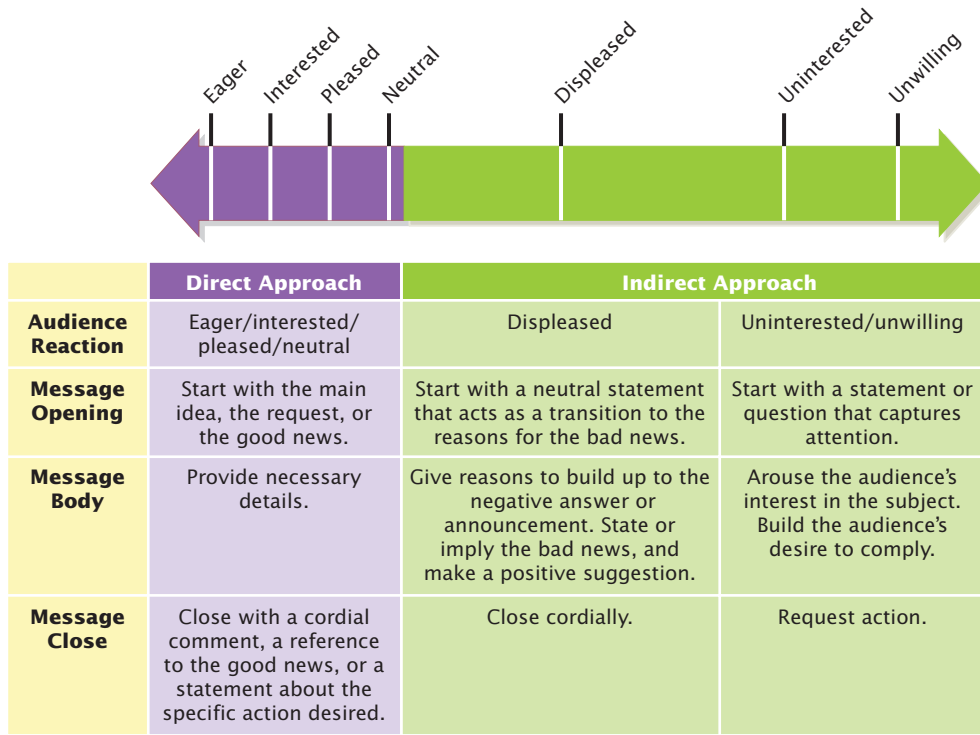 Eager
Interested
Pleased
Neutral
Displeased
Uninterested
Unwilling
Direct Approach
Indirect Approach
Audience
Reaction
Eager/interested/
pleased/neutral
Displeased
Uninterested/unwilling
Message
Opening
Start with the main
idea, the request, or
the good news.
Start with a neutral statement
that acts as a transition to the
reasons for the bad news.
Start with a statement or
question that captures
attention.
Message
Body
Provide necessary
details.
Give reasons to build up to the
negative answer or
announcement. State or
imply the bad news, and
make a positive suggestion.
Arouse the audience’s
interest in the subject.
Build the audience’s
desire to comply.
Message
Close
Close with a cordial
comment, a reference
to the good news, or a
statement about the
specific action desired.
Close cordially.
Request action.